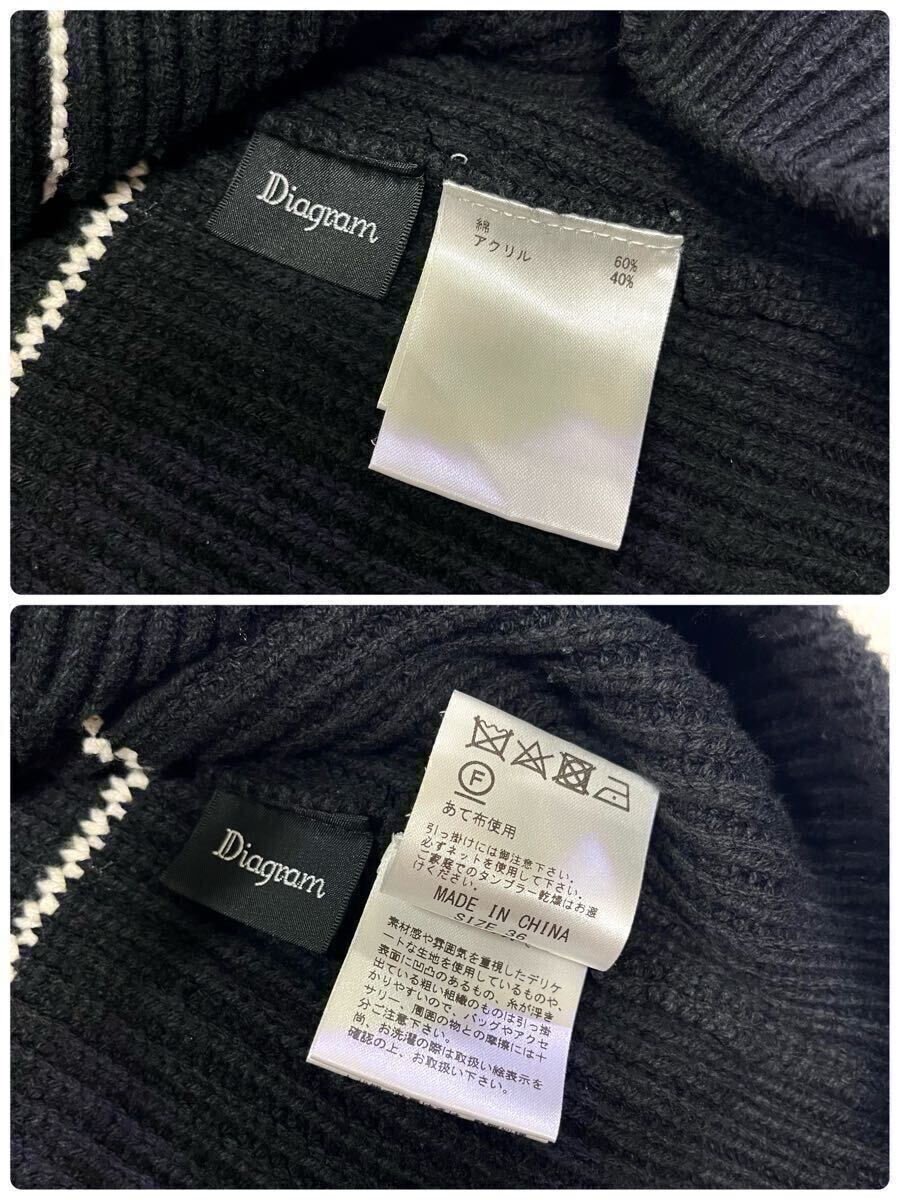 Diagram
綿 60%
アクリル 40%
F
あて布使用
引っ掛けには御注意下さい。
必ずネットを使用して下さい。
ご家庭でのタンブラー乾燥はお避
けください。
MADE IN CHINA
SIZE 36
Diagram
素材感や雰囲気を重視したデリケ
ートな生地を使用しているものや、
表面に凹凸のあるもの、糸が浮き
出ている粗い組織のものは引っ掛
かりやすいので、バッグやアクセ
サリー、周囲の物との摩擦には十
分ご注意下さい。
尚、お洗濯の際は取扱い絵表示を
確認の上、お取扱い下さい。